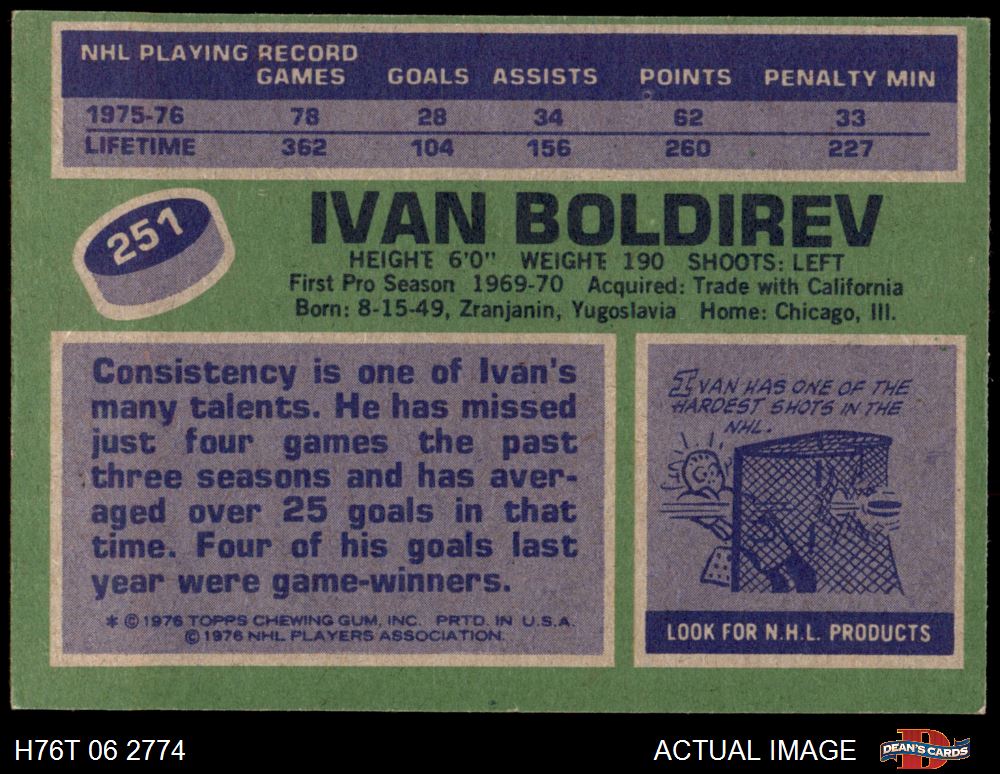 NHL PLAYING RECORD
GAMES GOALS ASSISTS POINTS PENALTY MIN
1975-76 78 28 34 62 33
LIFETIME 362 104 156 260 227
251
IVAN BOLDIREV
HEIGHT 6'0" WEIGHT 190 SHOOTS: LEFT
First Pro Season 1969-70 Acquired: Trade with California
Born: 8-15-49, Zranjanin, Yugoslavia Home: Chicago, Ill.
Consistency is one of Ivan's
many talents. He has missed
just four games the past
three seasons and has aver-
aged over 25 goals in that
time. Four of his goals last
year were game-winners.
* © 1976 TOPPS CHEWING GUM, INC. PRTD. IN U.S.A.
© 1976 NHL PLAYERS ASSOCIATION.
IVAN HAS ONE OF THE
HARDEST SHOTS IN THE
NHL.
LOOK FOR N.H.L. PRODUCTS
H76T 06 2774
ACTUAL IMAGE
DEAN'S CARDS